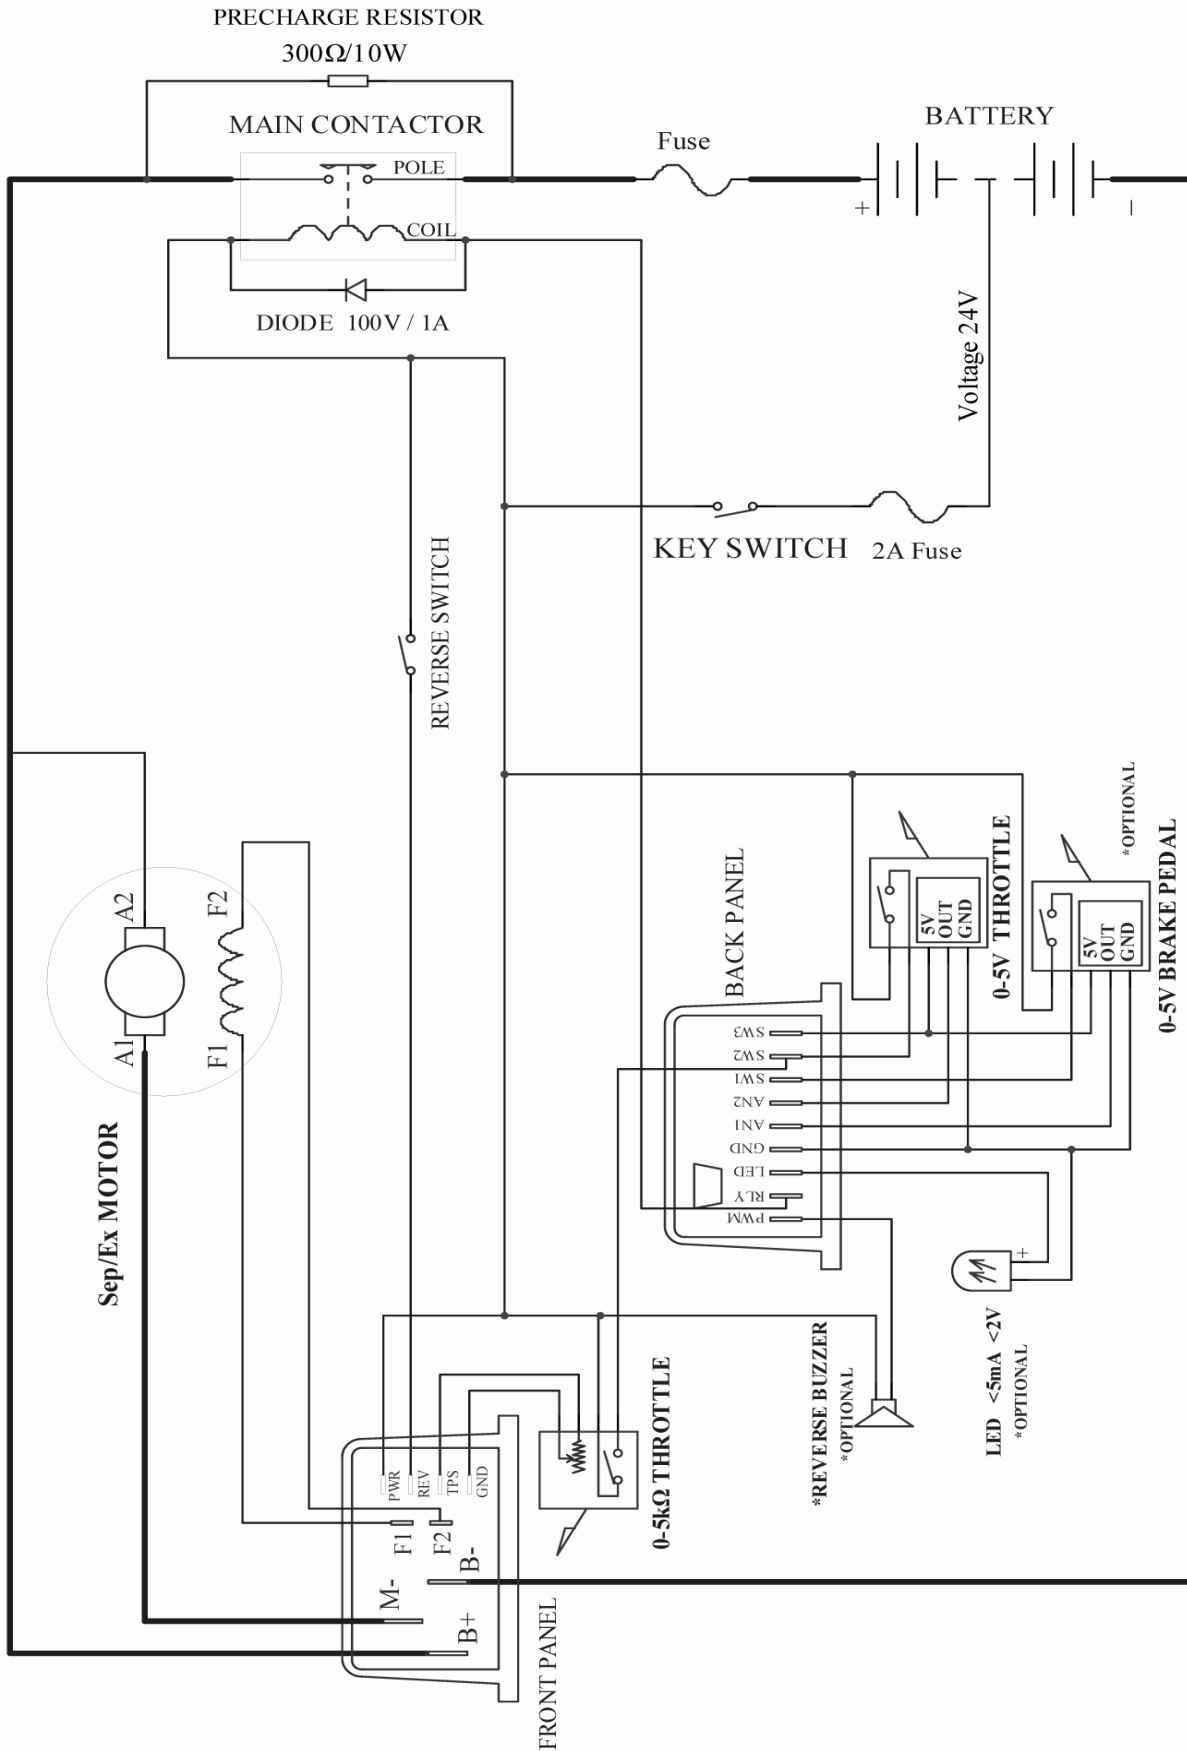 PRECHARGE RESISTOR
300Ω/10W
MAIN CONTACTOR
POLE
COIL
DIODE 100V / 1A
Fuse
BATTERY
+
−
Voltage 24V
KEY SWITCH
2A Fuse
REVERSE SWITCH
A2
F2
A1
F1
Sep/Ex MOTOR
BACK PANEL
SW3
SW2
SW1
AN2
AN1
GND
LED
RLY
PWM
5V
OUT
GND
0-5V THROTTLE
5V
OUT
GND
*OPTIONAL
0-5V BRAKE PEDAL
+
LED <5mA <2V
*OPTIONAL
*REVERSE BUZZER
*OPTIONAL
0-5kΩ THROTTLE
PWR
REV
TPS
GND
F1
F2
M-
B-
B+
FRONT PANEL